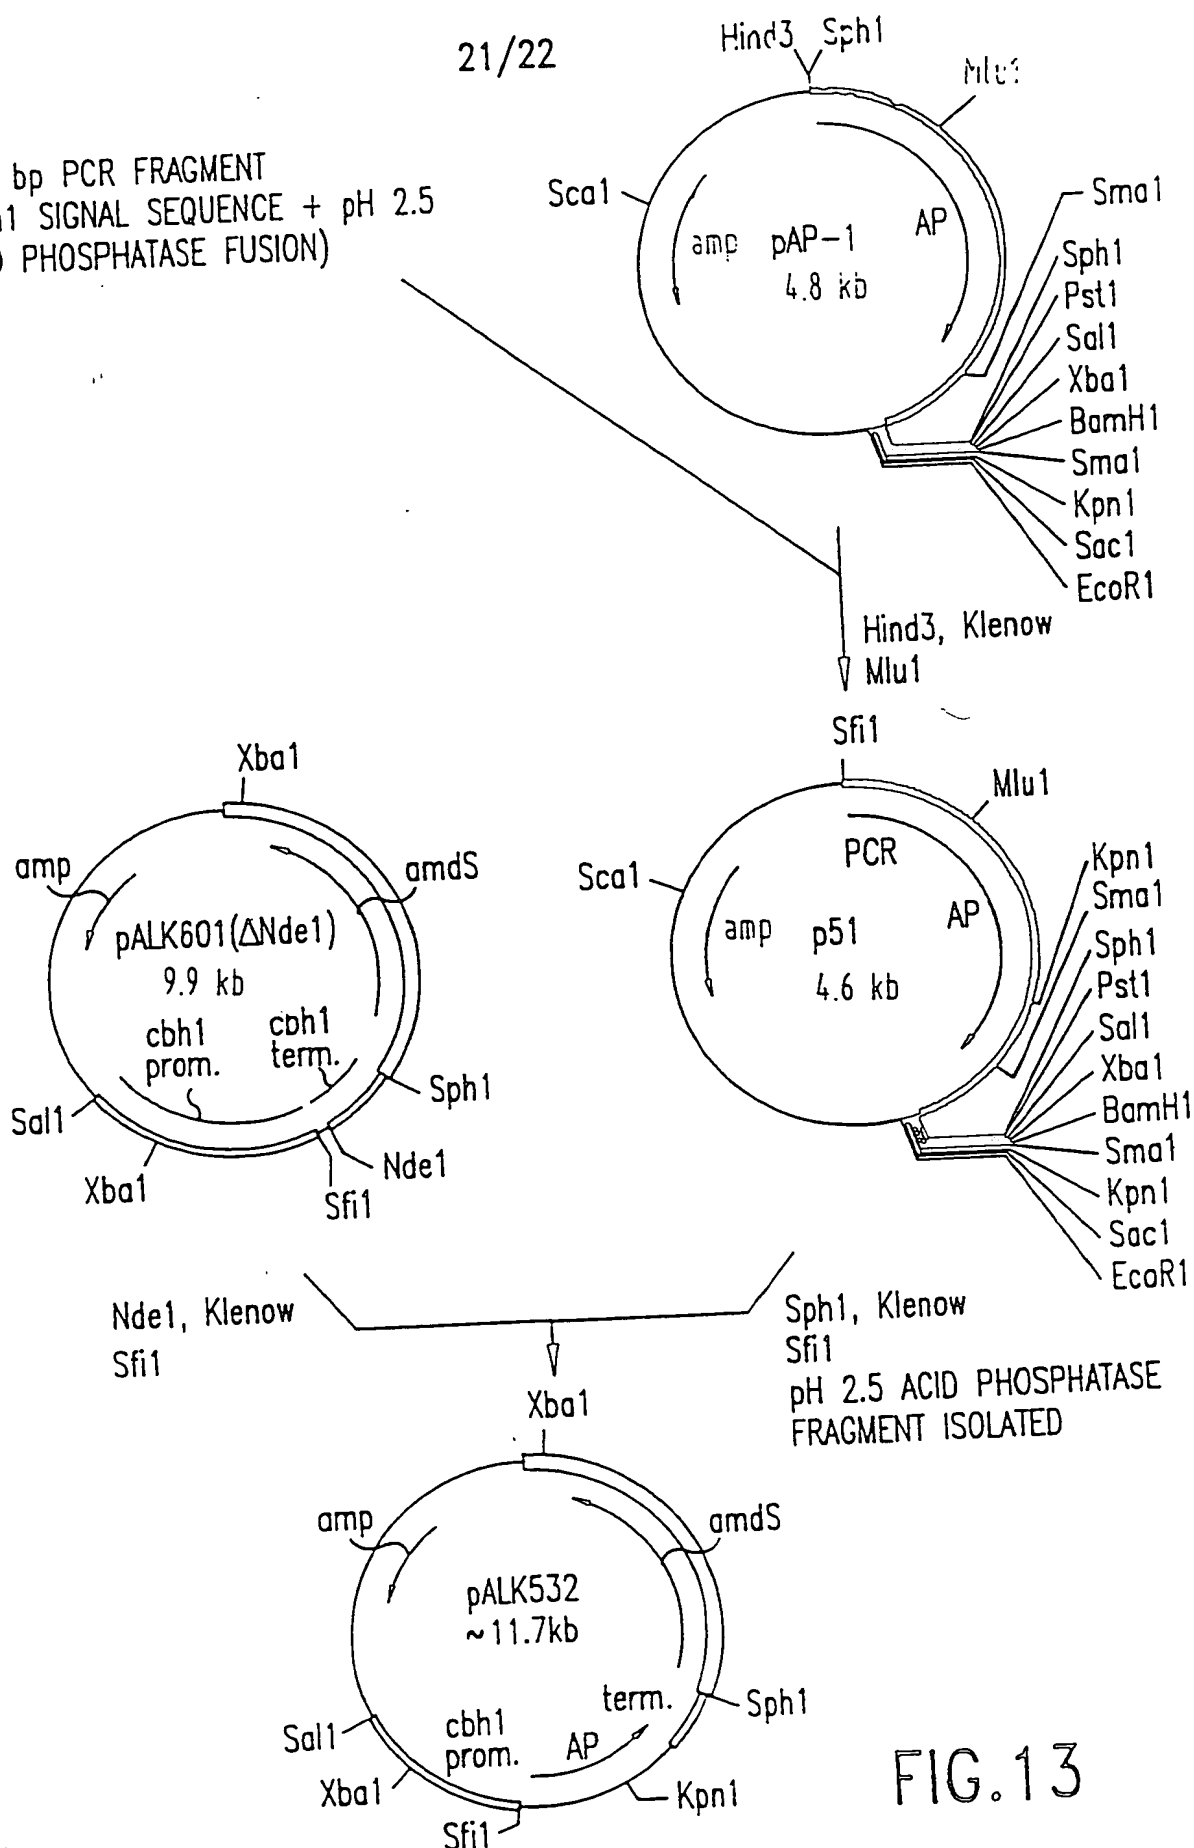 21/22
bp PCR FRAGMENT
SIGNAL SEQUENCE + pH 2.5
PHOSPHATASE FUSION)
Hind3 Sph1
Mlu1
Sca1
amp
pAP-1
4.8 kb
AP
Sma1
Sph1
Pst1
Sal1
Xba1
BamH1
Sma1
Kpn1
Sac1
EcoR1
Hind3, Klenow
Mlu1
Xba1
amp
amdS
pALK601(ΔNde1)
9.9 kb
cbh1
prom.
cbh1
term.
Sal1
Xba1
Sfi1
Nde1
Sph1
Sfi1
Mlu1
Sca1
PCR
amp
p51
4.6 kb
AP
Kpn1
Sma1
Sph1
Pst1
Sal1
Xba1
BamH1
Sma1
Kpn1
Sac1
EcoR1
Nde1, Klenow
Sfi1
Sph1, Klenow
Sfi1
pH 2.5 ACID PHOSPHATASE
FRAGMENT ISOLATED
Xba1
amp
amdS
pALK532
~11.7kb
term.
cbh1
prom.
AP
Sal1
Xba1
Sfi1
Kpn1
Sph1
FIG.13